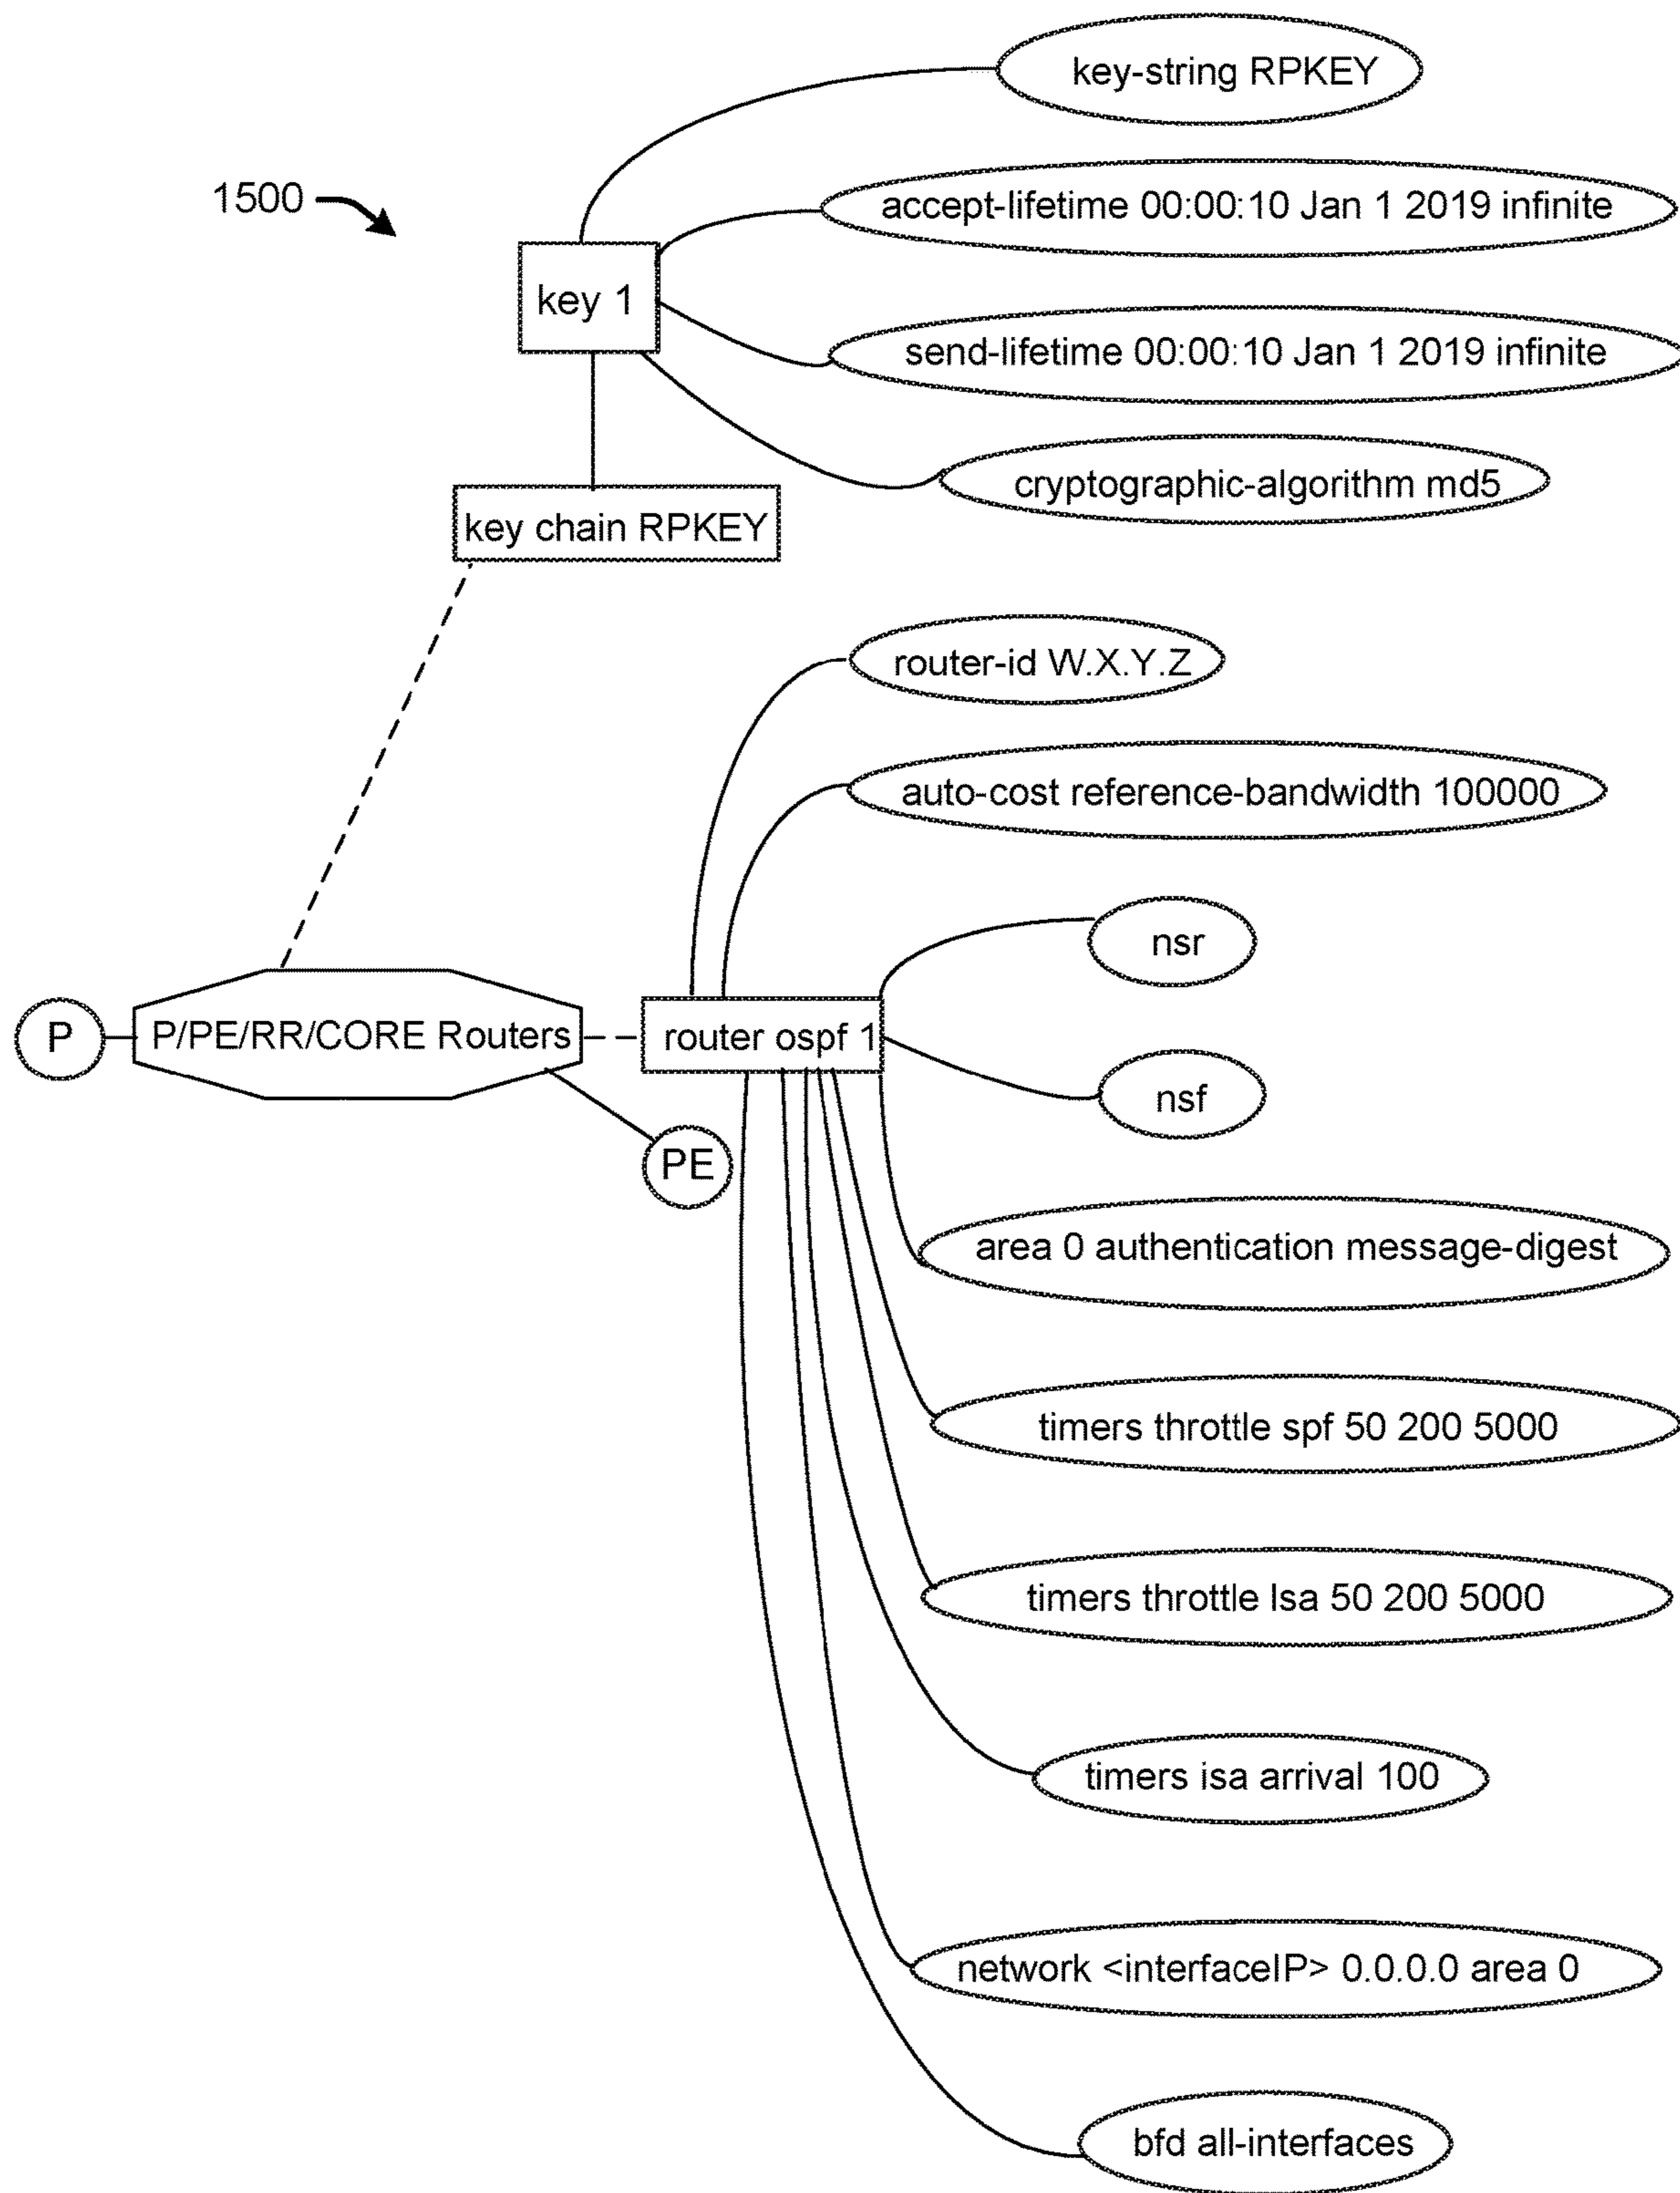 key-string RPKEY
1500
accept-lifetime 00:00:10 Jan 1 2019 infinite
key 1
send-lifetime 00:00:10 Jan 1 2019 infinite
cryptographic-algorithm md5
key chain RPKEY
router-id W.X.Y.Z
auto-cost reference-bandwidth 100000
nsr
P
P/PE/RR/CORE Routers
router ospf 1
nsf
PE
area 0 authentication message-digest
timers throttle spf 50 200 5000
timers throttle lsa 50 200 5000
timers isa arrival 100
network <interfaceIP> 0.0.0.0 area 0
bfd all-interfaces